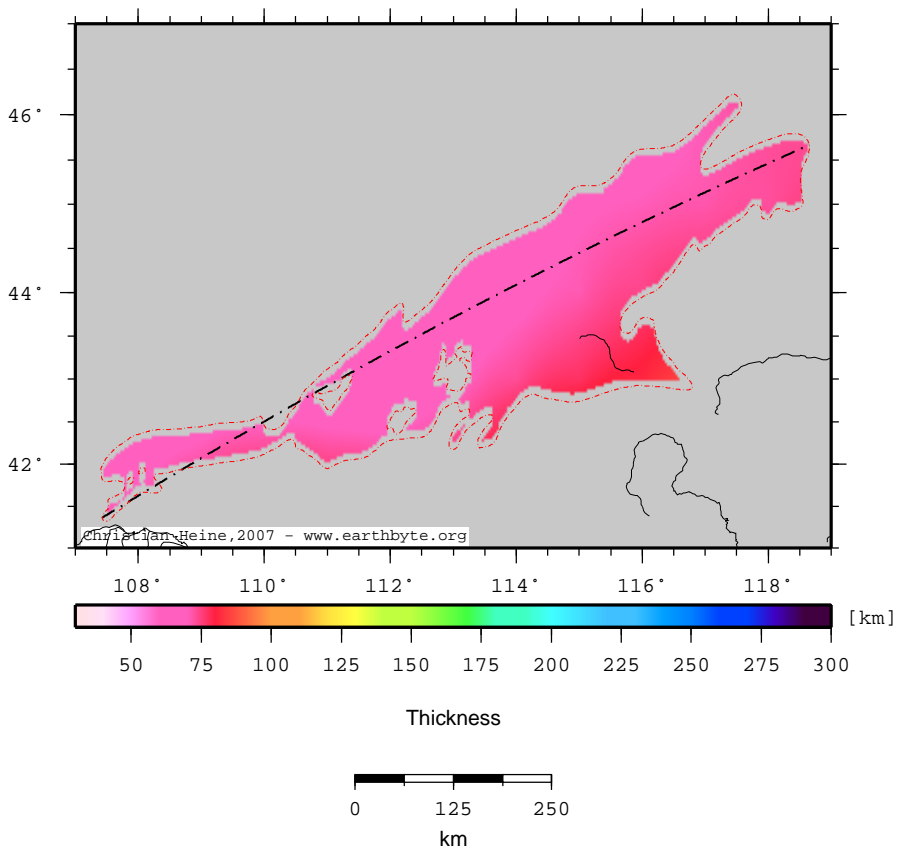 46°
44°
42°
Christian Heine,2007 - www.earthbyte.org
108° 110° 112° 114° 116° 118°
[km]
50 75 100 125 150 175 200 225 250 275 300
Thickness
0 125 250
km